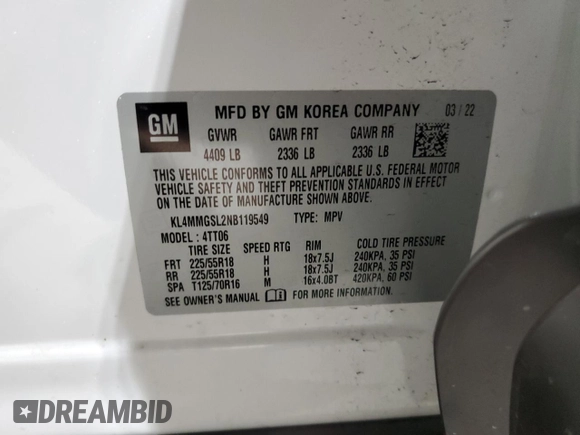 GM
MFD BY GM KOREA COMPANY 03/22
GVWR GAWR FRT GAWR RR
4409 LB 2336 LB 2336 LB
THIS VEHICLE CONFORMS TO ALL APPLICABLE U.S. FEDERAL MOTOR
VEHICLE SAFETY AND THEFT PREVENTION STANDARDS IN EFFECT
ON THE DATE OF MANUFACTURE SHOWN ABOVE.
KL4MMGSL2NB119549 TYPE: MPV
MODEL: 4TT06
TIRE SIZE SPEED RTG RIM COLD TIRE PRESSURE
FRT 225/55R18 H 18x7.5J 240KPA, 35 PSI
RR 225/55R18 H 18x7.5J 240KPA, 35 PSI
SPA T125/70R16 M 16x4.0BT 420KPA, 60 PSI
SEE OWNER'S MANUAL FOR MORE INFORMATION
DREAMBID